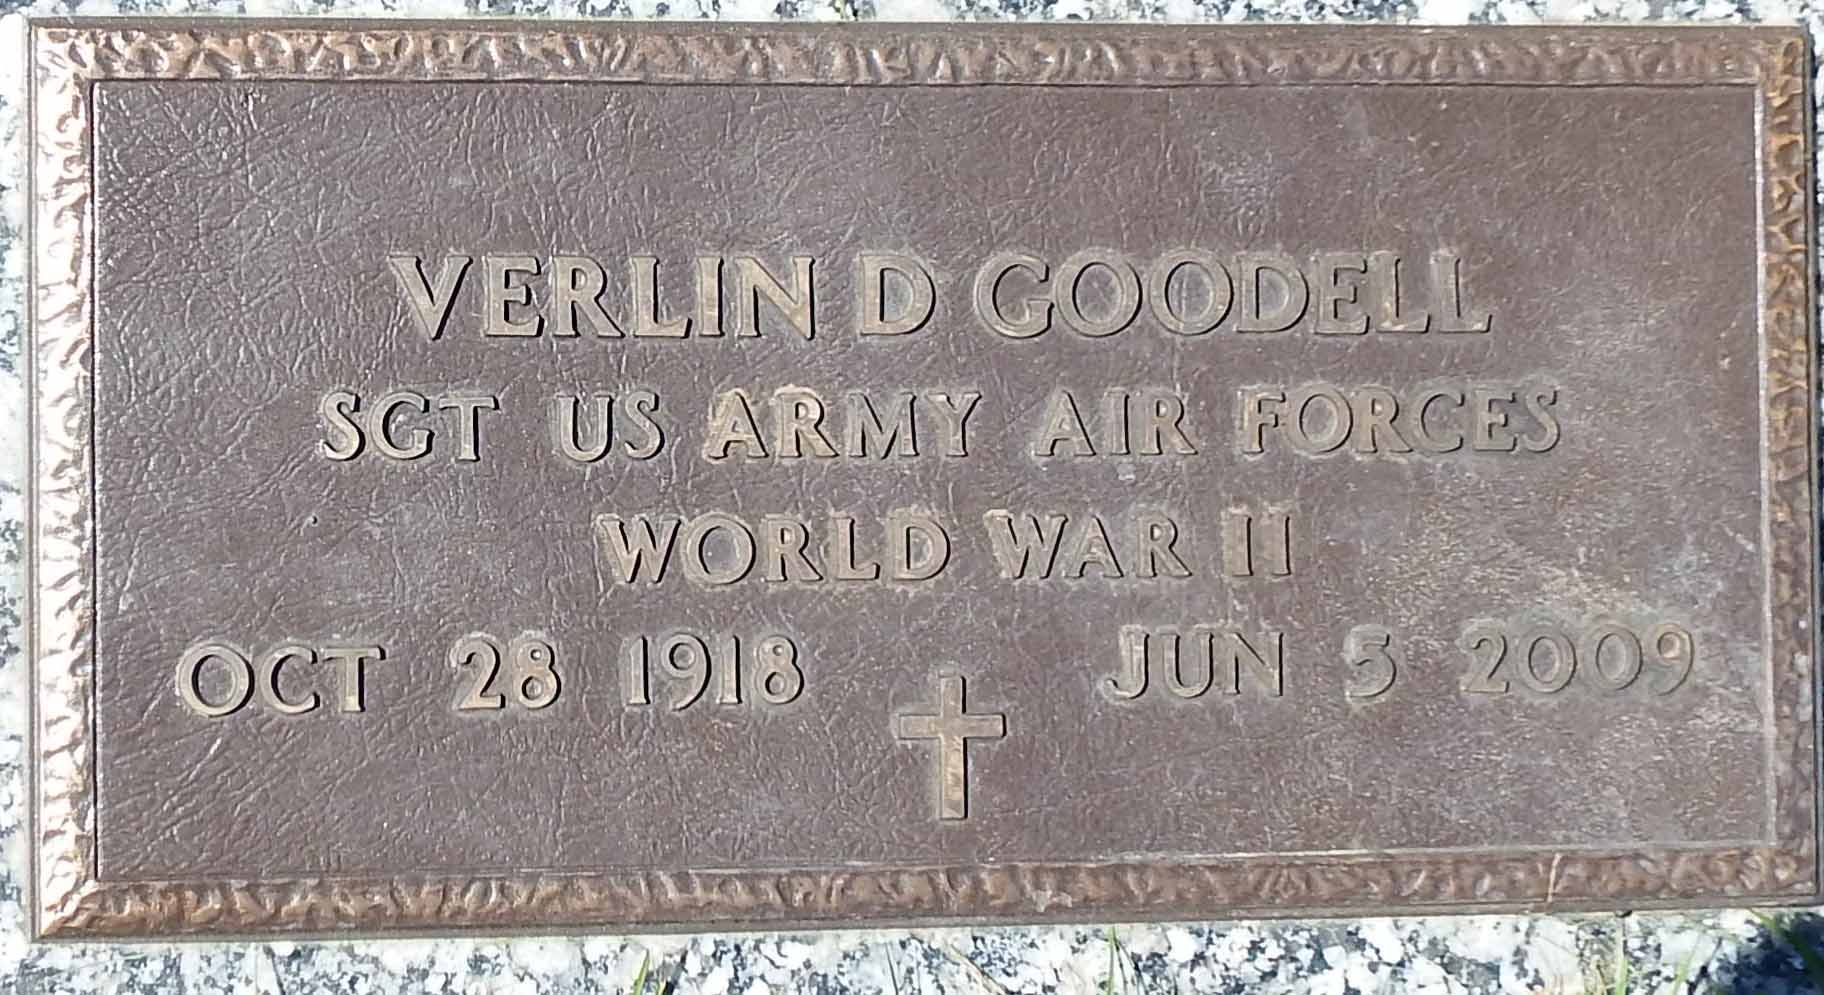 VERLIN D GOODELL
SGT US ARMY AIR FORCES
WORLD WAR II
OCT 28 1918 JUN 5 2009